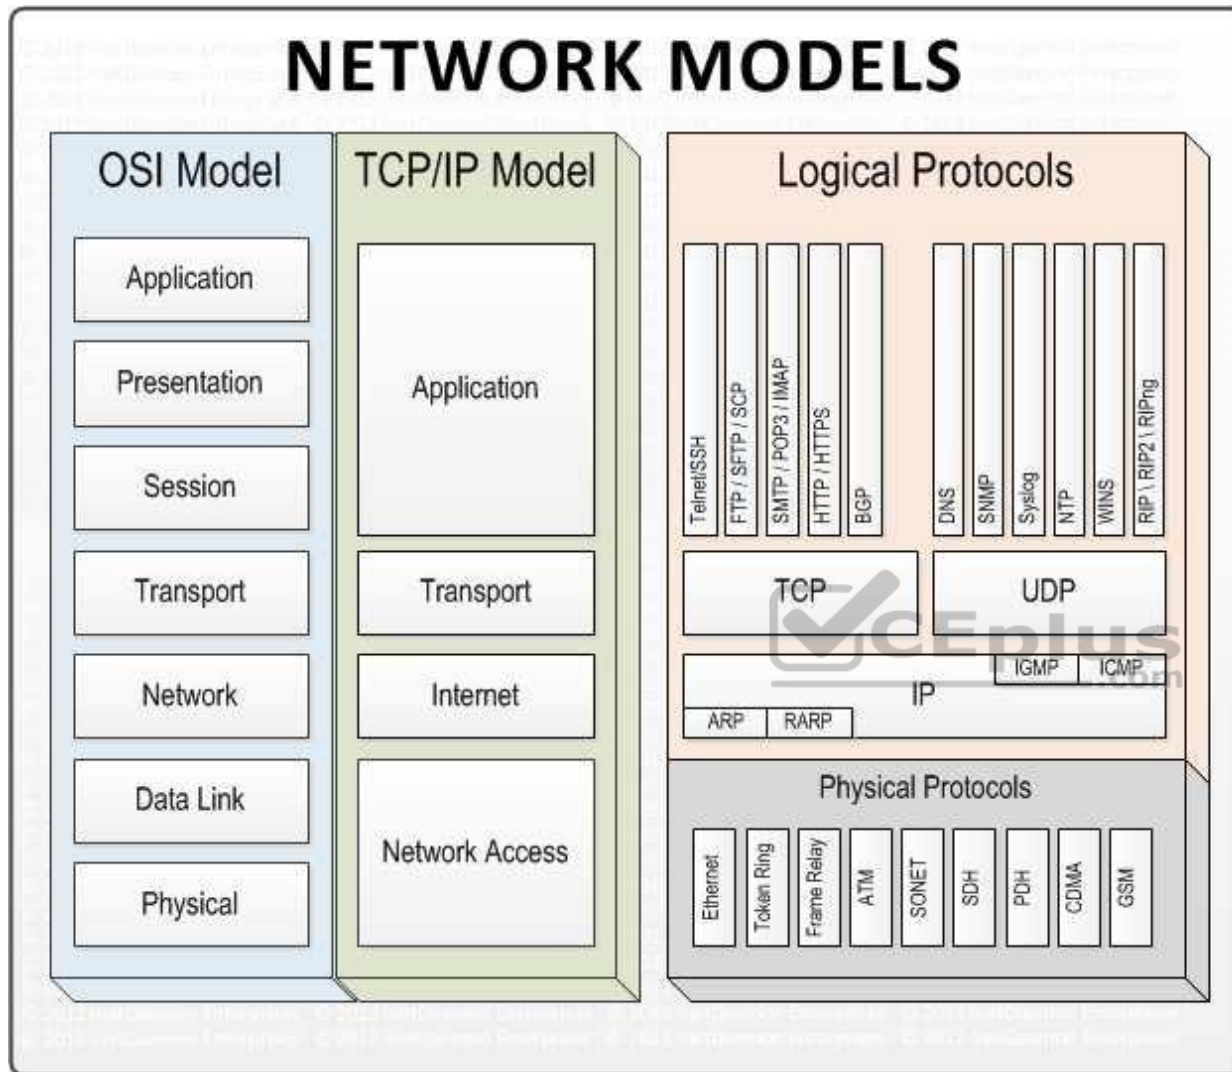 NETWORK MODELS
OSI Model
Application
Presentation
Session
Transport
Network
Data Link
Physical
TCP/IP Model
Application
Transport
Internet
Network Access
Logical Protocols
Telnet/SSH
FTP / SFTP / SCP
SMTP / POP3 / IMAP
HTTP / HTTPS
BGP
DNS
SNMP
Syslog
NTP
WINS
RIP \ RIP2 \ RIPng
TCP
UDP
CEplus
.com
IGMP
ICMP
IP
ARP
RARP
Physical Protocols
Ethernet
Token Ring
Frame Relay
ATM
SONET
SDH
PDH
CDMA
GSM